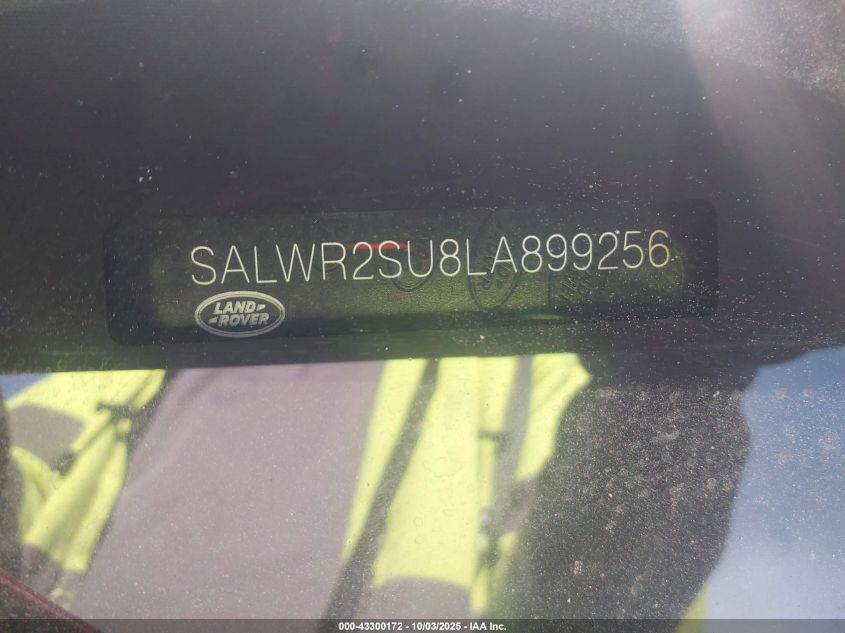 SALWR2SU8LA899256
LAND-
-ROVER
000-43300172 - 10/03/2025 - IAA Inc.